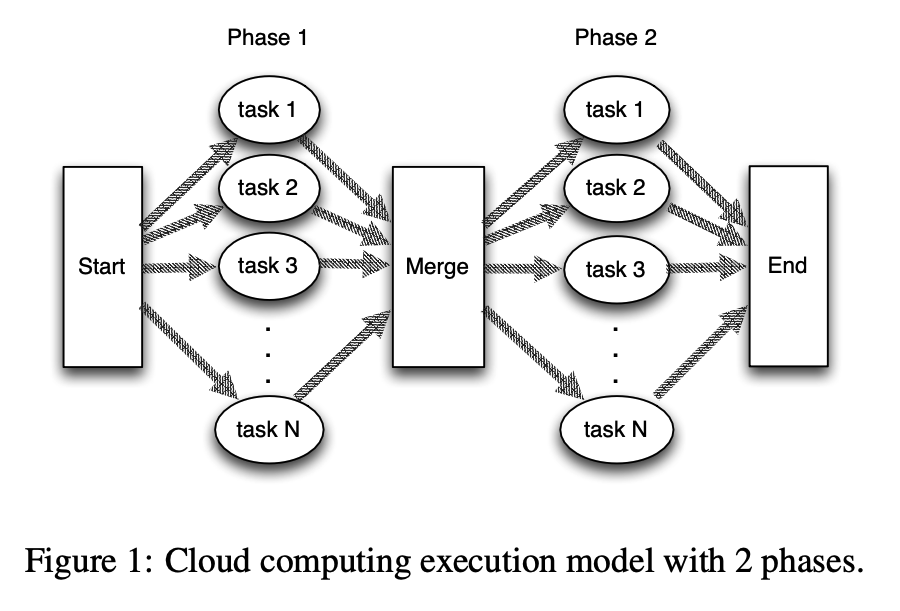 Phase 1
Phase 2
task 1
task 1
task 2
task 2
Start
task 3
Merge
task 3
End
.
.
.
.
.
.
task N
task N
Figure 1: Cloud computing execution model with 2 phases.